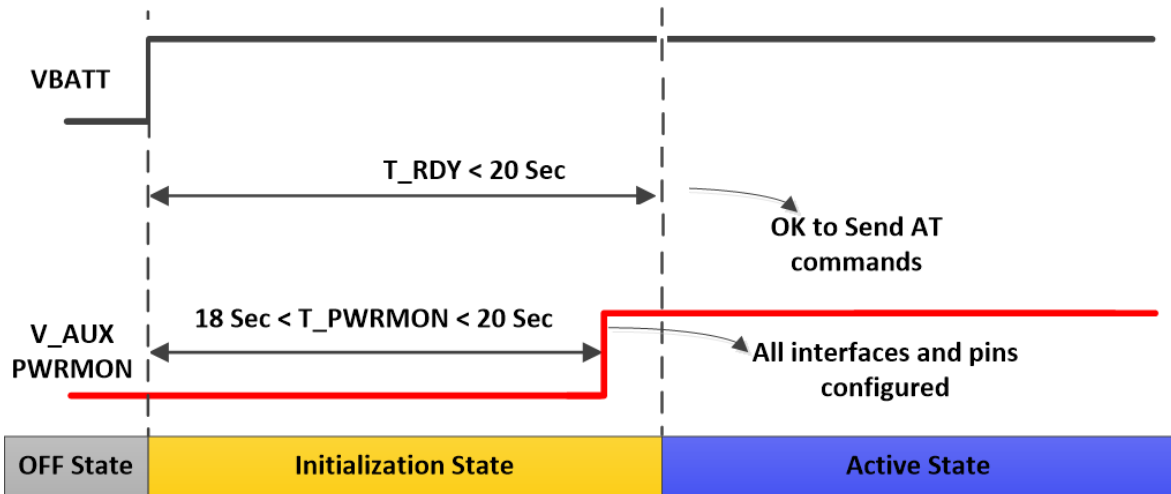 VBATT
T_RDY < 20 Sec
OK to Send AT
commands
V_AUX
PWRMON
18 Sec < T_PWRMON < 20 Sec
All interfaces and pins
configured
OFF State
Initialization State
Active State